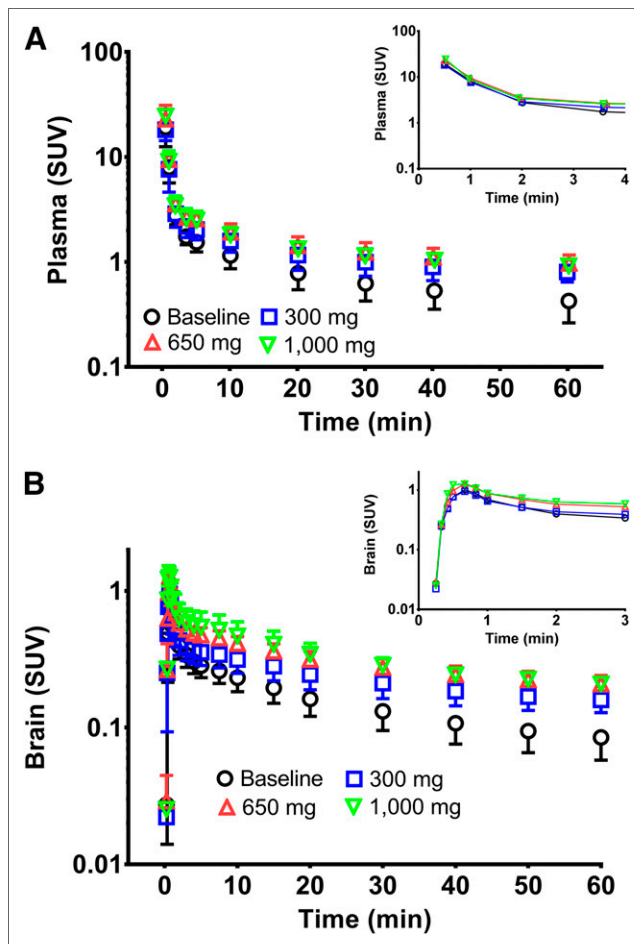 A
Plasma (SUV)
100
10
1
0.1
0 10 20 30 40 50 60
Time (min)
Baseline 300 mg
650 mg 1,000 mg
Plasma (SUV)
100
10
1
0.1
0 1 2 3 4
Time (min)
B
Brain (SUV)
1
0.1
0.01
0 10 20 30 40 50 60
Time (min)
Baseline 300 mg
650 mg 1,000 mg
Brain (SUV)
1
0.1
0.01
0 1 2 3
Time (min)